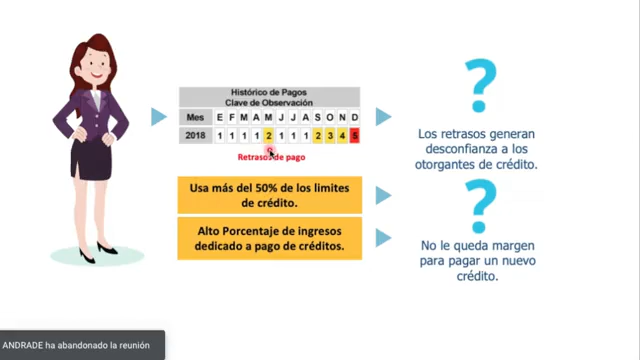 Histórico de Pagos
Clave de Observación
Mes E F M A M J J A S O N D
2018 1 1 1 1 2 1 1 1 2 3 4 5
Retrasos de pago
Usa más del 50% de los limites
de crédito.
Alto Porcentaje de ingresos
dedicado a pago de créditos.
?
Los retrasos generan
desconfianza a los
otorgantes de crédito.
?
No le queda margen
para pagar un nuevo
crédito.
ANDRADE ha abandonado la reunión